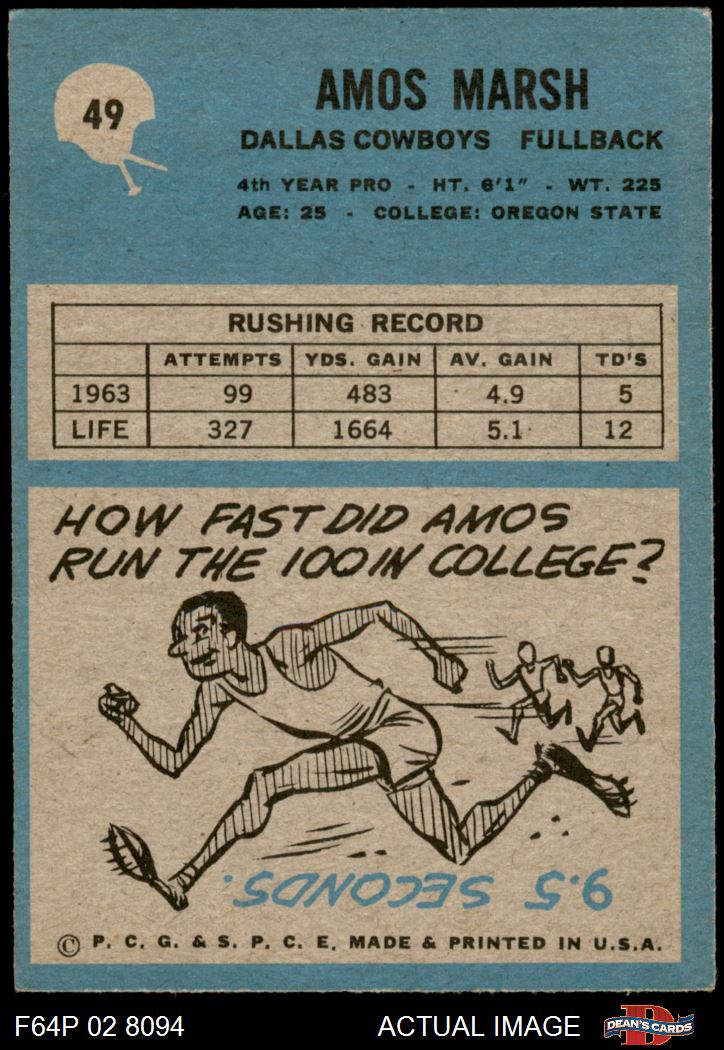 49
AMOS MARSH
DALLAS COWBOYS FULLBACK
4th YEAR PRO - HT. 6'1" - WT. 225
AGE: 25 - COLLEGE: OREGON STATE
RUSHING RECORD
ATTEMPTS YDS. GAIN AV. GAIN TD'S
1963 99 483 4.9 5
LIFE 327 1664 5.1 12
HOW FAST DID AMOS
RUN THE 100 IN COLLEGE?
9.5 SECONDS.
© P. C. G. & S. P. C. E. MADE & PRINTED IN U.S.A.
F64P 02 8094 ACTUAL IMAGE D DEAN'S CARDS